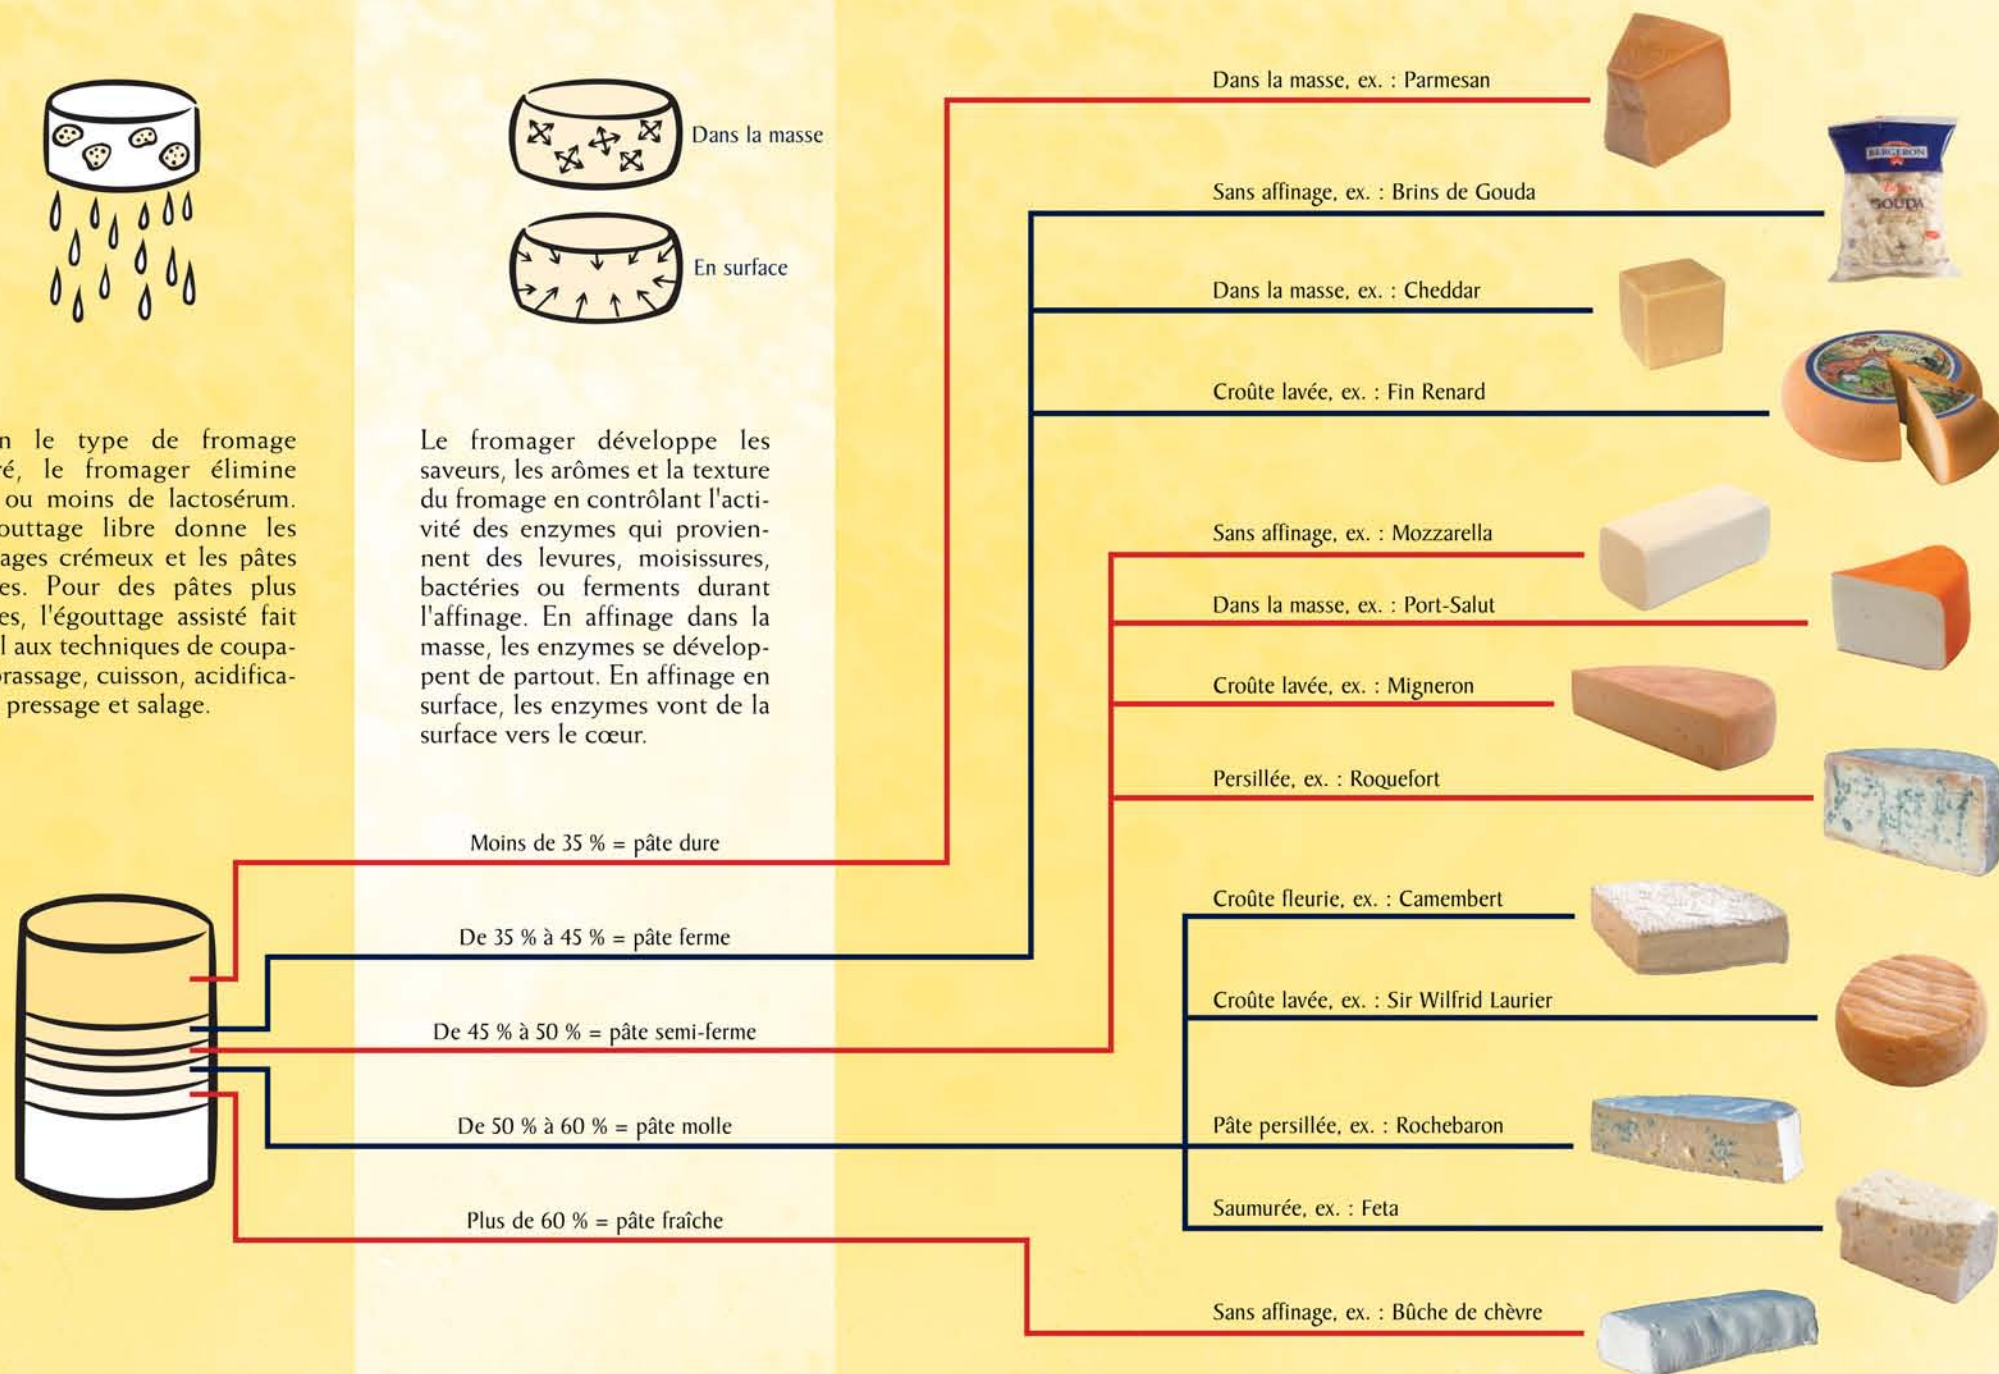 Dans la masse
En surface
n le type de fromage
ré, le fromager élimine
ou moins de lactosérum.
outtage libre donne les
ages crémeux et les pâtes
es. Pour des pâtes plus
es, l'égouttage assisté fait
l aux techniques de coupa-
rassage, cuisson, acidifica-
pressage et salage.
Le fromager développe les
saveurs, les arômes et la texture
du fromage en contrôlant l'acti-
vité des enzymes qui provien-
nent des levures, moisissures,
bactéries ou ferments durant
l'affinage. En affinage dans la
masse, les enzymes se dévelop-
pent de partout. En affinage en
surface, les enzymes vont de la
surface vers le cœur.
Moins de 35 % = pâte dure
De 35 % à 45 % = pâte ferme
De 45 % à 50 % = pâte semi-ferme
De 50 % à 60 % = pâte molle
Plus de 60 % = pâte fraîche
Dans la masse, ex. : Parmesan
Sans affinage, ex. : Brins de Gouda
BERGERON
GOUDA
Dans la masse, ex. : Cheddar
Croûte lavée, ex. : Fin Renard
Sans affinage, ex. : Mozzarella
Dans la masse, ex. : Port-Salut
Croûte lavée, ex. : Migneron
Persillée, ex. : Roquefort
Croûte fleurie, ex. : Camembert
Croûte lavée, ex. : Sir Wilfrid Laurier
Pâte persillée, ex. : Rochebaron
Saumurée, ex. : Feta
Sans affinage, ex. : Bûche de chèvre